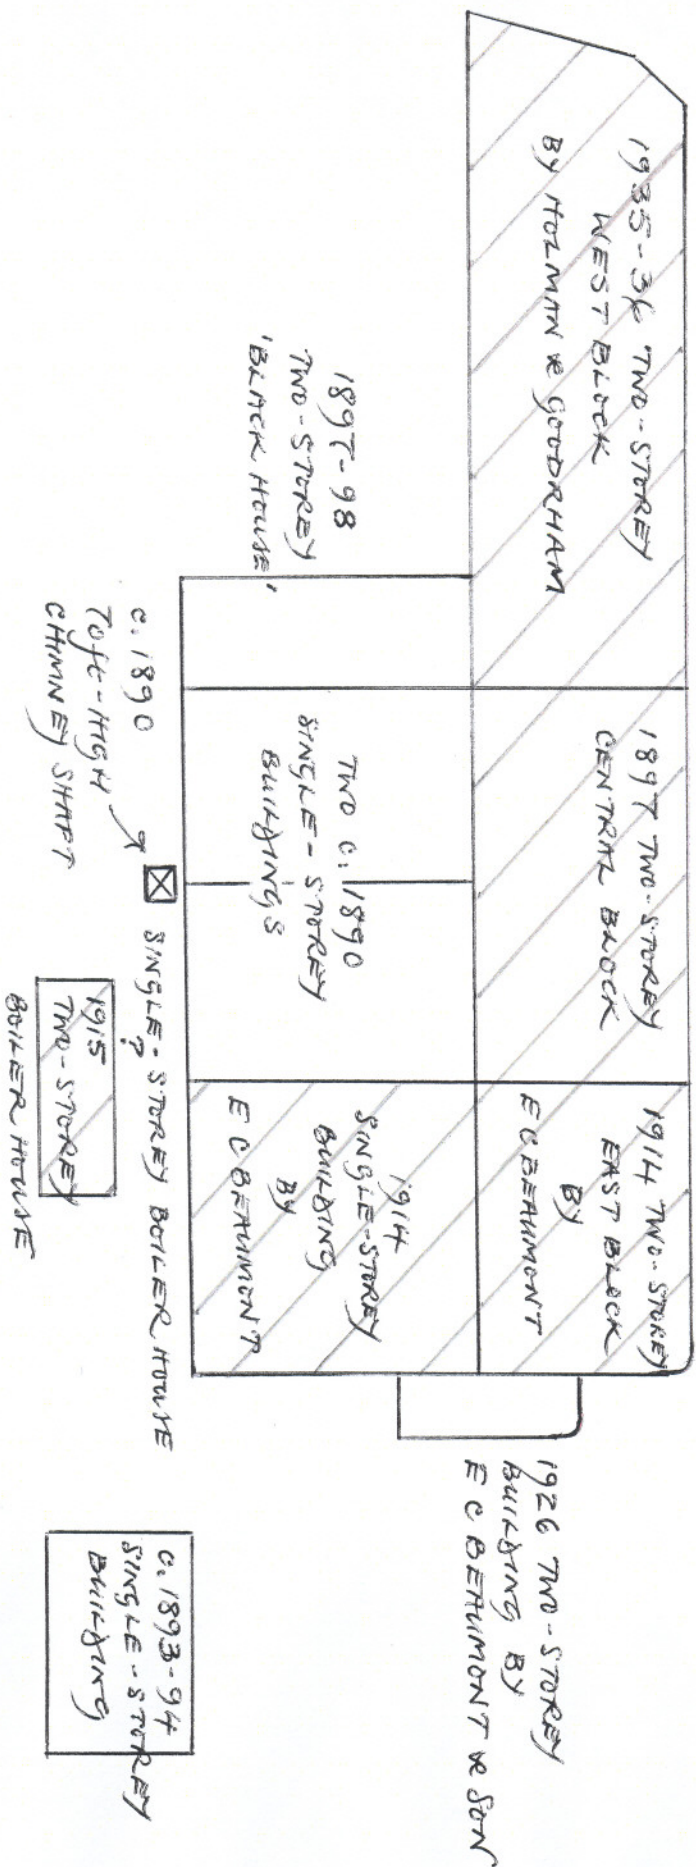 1935-36 TWO-STOREY
WEST BLOCK
BY HOLMAN & GOODRHAM
1897 TWO-STOREY
CENTRAL BLOCK
1914 TWO-STOREY
EAST BLOCK
BY
E C BEAUMONT
1926 TWO-STOREY
BUILDING BY
E C BEAUMONT & SON
1897-98
TWO-STOREY
'BLACK HOUSE'
TWO c. 1890
SINGLE-STOREY
BUILDINGS
1914
SINGLE-STOREY
BUILDING
BY
E C BEAUMONT
c. 1890
70ft-HIGH
CHIMNEY SHAFT
SINGLE-STOREY BOILER HOUSE
?
1915
TWO-STOREY
BOILER HOUSE
c. 1893-94
SINGLE-STOREY
BUILDING